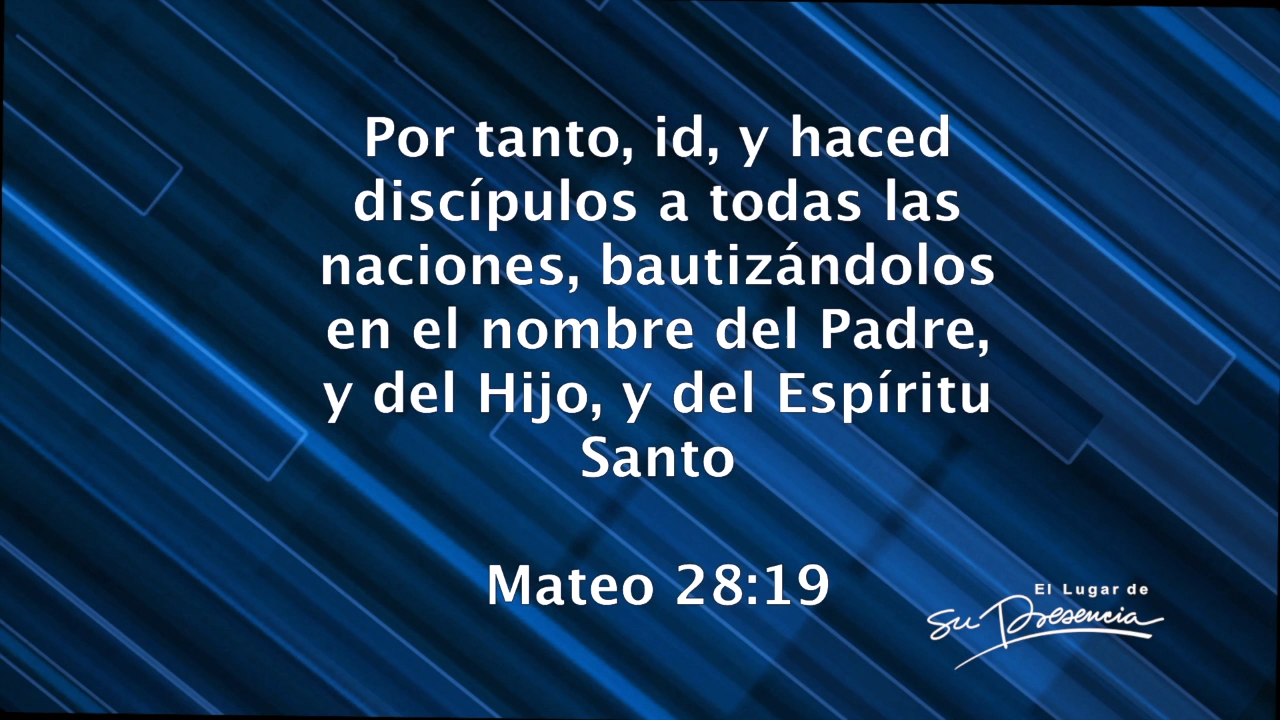 Por tanto, id, y haced
discípulos a todas las
naciones, bautizándolos
en el nombre del Padre,
y del Hijo, y del Espíritu
Santo
Mateo 28:19
El Lugar de
Su Presencia